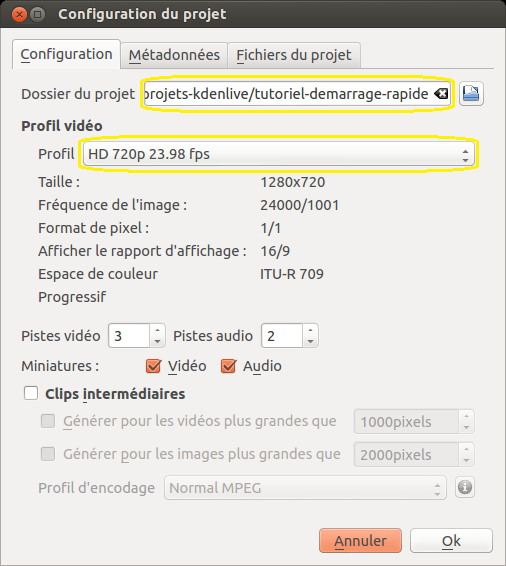 Configuration du projet
Configuration Métadonnées Fichiers du projet
Dossier du projet projets-kdenlive/tutoriel-demarrage-rapide
Profil vidéo
Profil HD 720p 23.98 fps
Taille : 1280x720
Fréquence de l'image : 24000/1001
Format de pixel : 1/1
Afficher le rapport d'affichage : 16/9
Espace de couleur ITU-R 709
Progressif
Pistes vidéo 3 Pistes audio 2
Miniatures : Vidéo Audio
Clips intermédiaires
Générer pour les vidéos plus grandes que 1000pixels
Générer pour les images plus grandes que 2000pixels
Profil d'encodage Normal MPEG
Annuler Ok